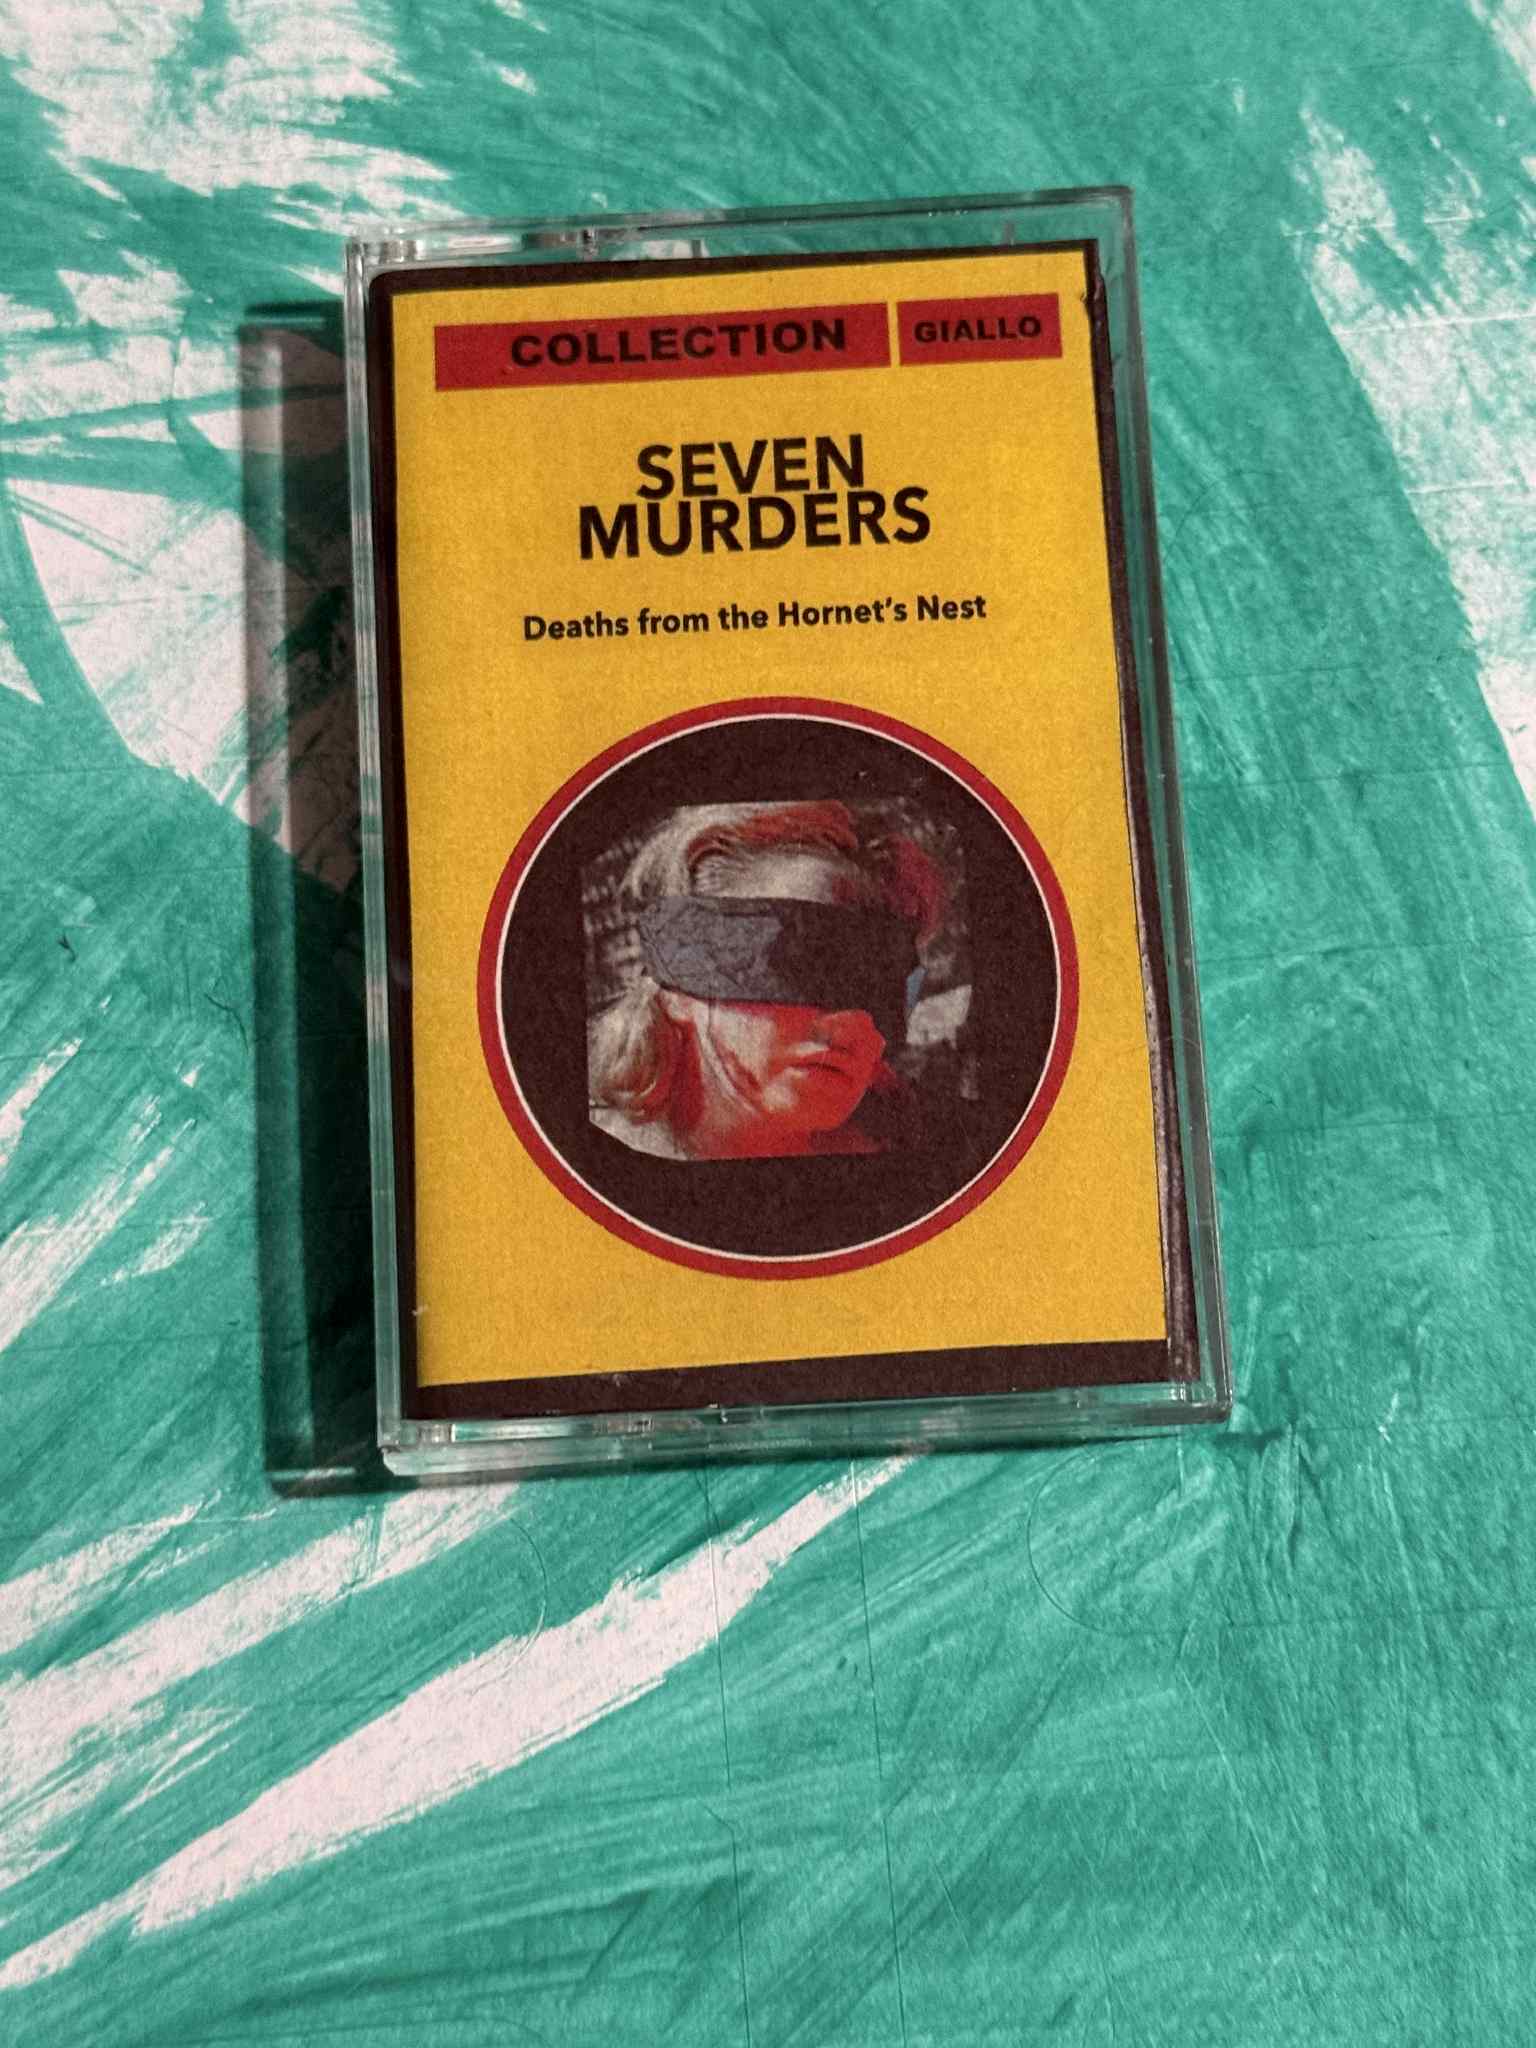 COLLECTION GIALLO
SEVEN
MURDERS
Deaths from the Hornet's Nest